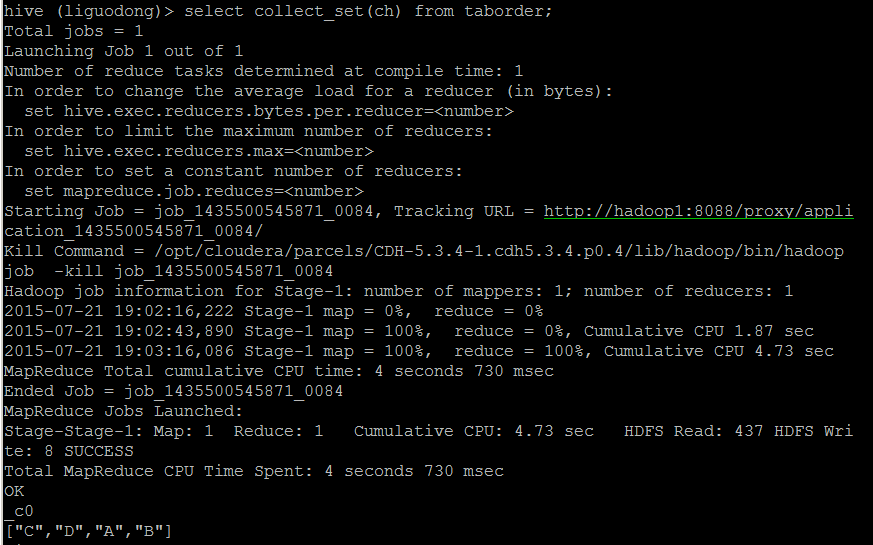 hive (liguodong)> select collect_set(ch) from taborder;
Total jobs = 1
Launching Job 1 out of 1
Number of reduce tasks determined at compile time: 1
In order to change the average load for a reducer (in bytes):
  set hive.exec.reducers.bytes.per.reducer=<number>
In order to limit the maximum number of reducers:
  set hive.exec.reducers.max=<number>
In order to set a constant number of reducers:
  set mapreduce.job.reduces=<number>
Starting Job = job_1435500545871_0084, Tracking URL = http://hadoop1:8088/proxy/appli
cation_1435500545871_0084/
Kill Command = /opt/cloudera/parcels/CDH-5.3.4-1.cdh5.3.4.p0.4/lib/hadoop/bin/hadoop
job  -kill job_1435500545871_0084
Hadoop job information for Stage-1: number of mappers: 1; number of reducers: 1
2015-07-21 19:02:16,222 Stage-1 map = 0%,  reduce = 0%
2015-07-21 19:02:43,890 Stage-1 map = 100%,  reduce = 0%, Cumulative CPU 1.87 sec
2015-07-21 19:03:16,086 Stage-1 map = 100%,  reduce = 100%, Cumulative CPU 4.73 sec
MapReduce Total cumulative CPU time: 4 seconds 730 msec
Ended Job = job_1435500545871_0084
MapReduce Jobs Launched:
Stage-Stage-1: Map: 1  Reduce: 1   Cumulative CPU: 4.73 sec   HDFS Read: 437 HDFS Wri
te: 8 SUCCESS
Total MapReduce CPU Time Spent: 4 seconds 730 msec
OK
_c0
["C","D","A","B"]